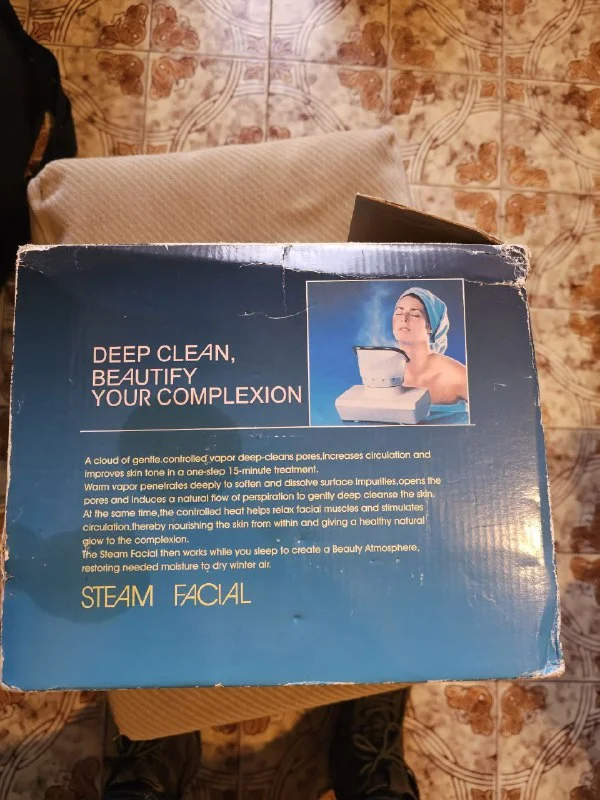 DEEP CLEAN,
BEAUTIFY
YOUR COMPLEXION
A cloud of gentle,controlled vapor deep-cleans pores,increases circulation and
improves skin tone in a one-step 15-minute treatment.
Warm vapor penetrates deeply to soften and dissolve surface impurities,opens the
pores and induces a natural flow of perspiration to gently deep cleanse the skin.
At the same time,the controlled heat helps relax facial muscles and stimulates
circulation,thereby nourishing the skin from within and giving a healthy natural
glow to the complexion.
The Steam Facial then works while you sleep to create a Beauty Atmosphere,
restoring needed moisture to dry winter air.
STEAM FACIAL